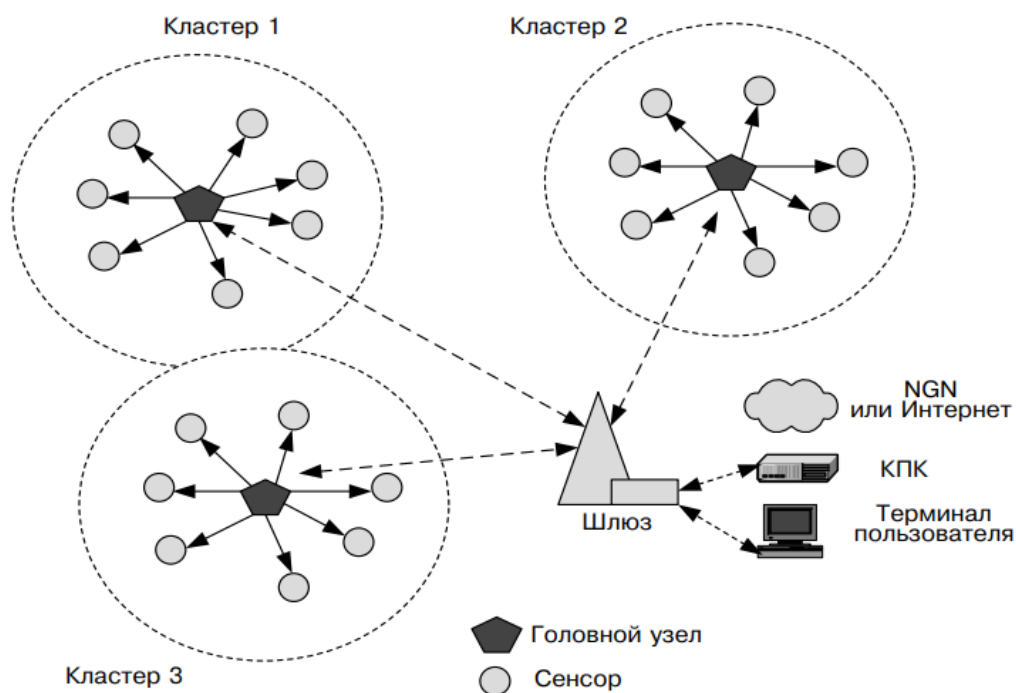 Кластер 1
Кластер 2
NGN
или Интернет
КПК
Шлюз
Терминал
пользователя
Головной узел
Кластер 3
Сенсор